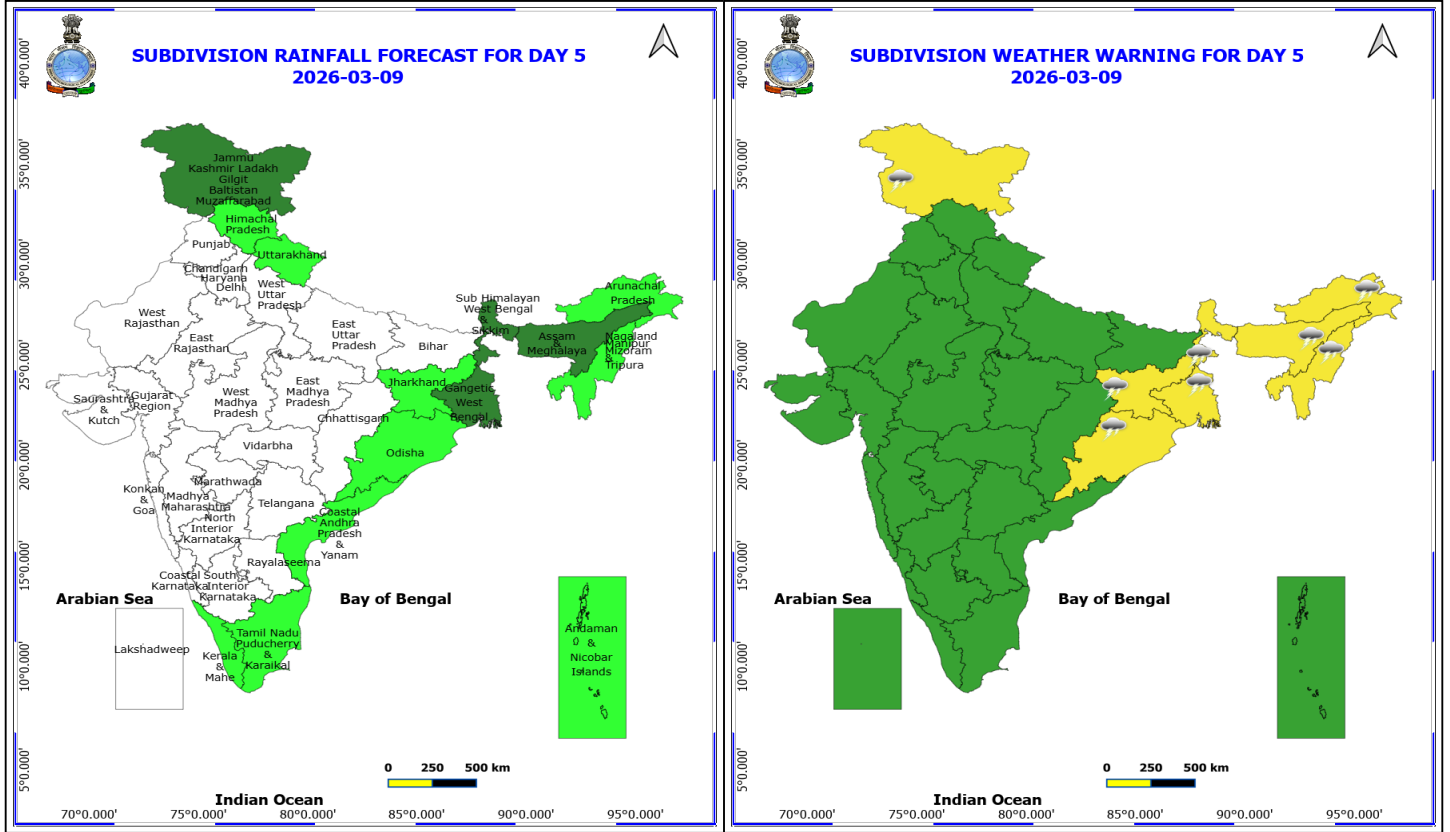 SUBDIVISION RAINFALL FORECAST FOR DAY 5
2026-03-09
40°0.000'
35°0.000'
30°0.000'
25°0.000'
20°0.000'
15°0.000'
10°0.000'
5°0.000'
Jammu
Kashmir Ladakh
Gilgit
Baltistan
Muzaffarabad
Himachal
Pradesh
Punjab
Uttarakhand
Chandigarh
Haryana
Delhi
West
Uttar
Pradesh
West
Rajasthan
East
Rajasthan
East
Uttar
Pradesh
Bihar
Sub Himalayan
West Bengal
&
Sikkim
Arunachal
Pradesh
Assam
&
Meghalaya
Nagaland
Manipur
Mizoram
&
Tripura
Saurashtra
&
Kutch
Gujarat
Region
West
Madhya
Pradesh
East
Madhya
Pradesh
Jharkhand
Gangetic
West
Bengal
Chhattisgarh
Vidarbha
Odisha
Konkan
&
Goa
Madhya
Maharashtra
Marathwada
Telangana
North
Interior
Karnataka
Coastal
Andhra
Pradesh
&
Yanam
Rayalaseema
Coastal
Karnataka
South
Interior
Karnataka
Arabian Sea
Bay of Bengal
Lakshadweep
Kerala
&
Mahe
Tamil Nadu
Puducherry
&
Karaikal
Andaman
&
Nicobar
Islands
0 250 500 km
Indian Ocean
70°0.000' 75°0.000' 80°0.000' 85°0.000' 90°0.000' 95°0.000'
SUBDIVISION WEATHER WARNING FOR DAY 5
2026-03-09
40°0.000'
35°0.000'
30°0.000'
25°0.000'
20°0.000'
15°0.000'
10°0.000'
5°0.000'
Arabian Sea
Bay of Bengal
0 250 500 km
Indian Ocean
70°0.000' 75°0.000' 80°0.000' 85°0.000' 90°0.000' 95°0.000'